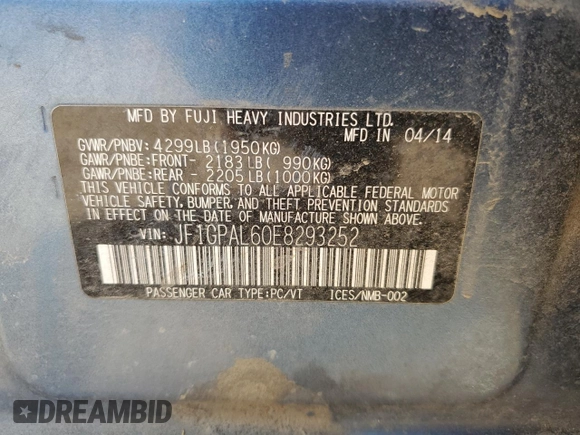 MFD BY FUJI HEAVY INDUSTRIES LTD.
MFD IN 04/14
GVWR/PNBV: 4299LB(1950KG)
GAWR/PNBE:FRONT- 2183LB( 990KG)
GAWR/PNBE:REAR - 2205LB(1000KG)
THIS VEHICLE CONFORMS TO ALL APPLICABLE FEDERAL MOTOR
VEHICLE SAFETY, BUMPER, AND THEFT PREVENTION STANDARDS
IN EFFECT ON THE DATE OF MANUFACTURE SHOWN ABOVE.
VIN: JF1GPAL60E8293252
PASSENGER CAR TYPE:PC/VT ICES/NMB-002
DREAMBID